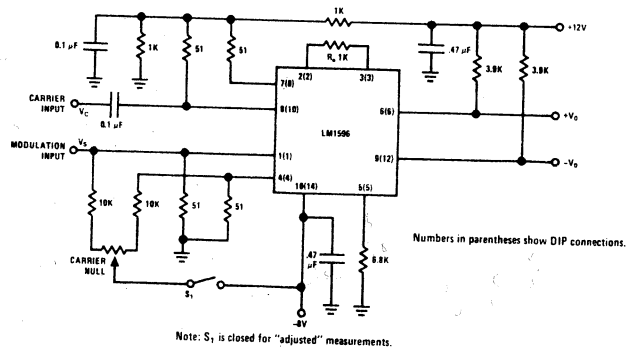 1K
+12V
0.1 µF
1K
51
51
R₀ 1K
.47 µF
3.9K
3.9K
2(2)
3(3)
7(8)
CARRIER
INPUT
V_C
0.1 µF
8(10)
6(6)
+V₀
LM1596
MODULATION
INPUT
V_S
1(1)
9(12)
-V₀
4(4)
10(14)
5(5)
10K
10K
51
51
Numbers in parentheses show DIP connections.
CARRIER
NULL
.47
µF
6.8K
S₁
-8V
Note: S₁ is closed for "adjusted" measurements.